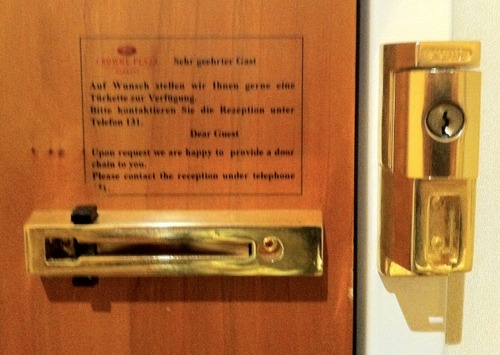 CROWNE PLAZA
Sehr geehrter Gast
Auf Wunsch stellen wir Ihnen gerne eine
Türkette zur Verfügung.
Bitte kontaktieren Sie die Rezeption unter
Telefon 131.
Dear Guest
Upon request we are happy to provide a door
chain to you.
Please contact the reception under telephone